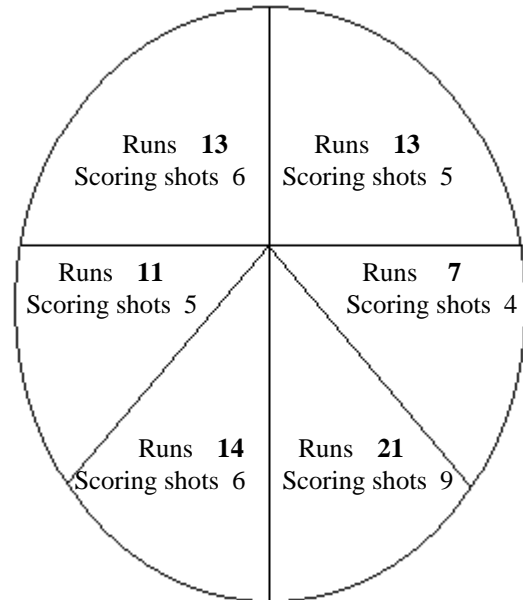 Runs 13
Scoring shots 6
Runs 13
Scoring shots 5
Runs 11
Scoring shots 5
Runs 7
Scoring shots 4
Runs 14
Scoring shots 6
Runs 21
Scoring shots 9